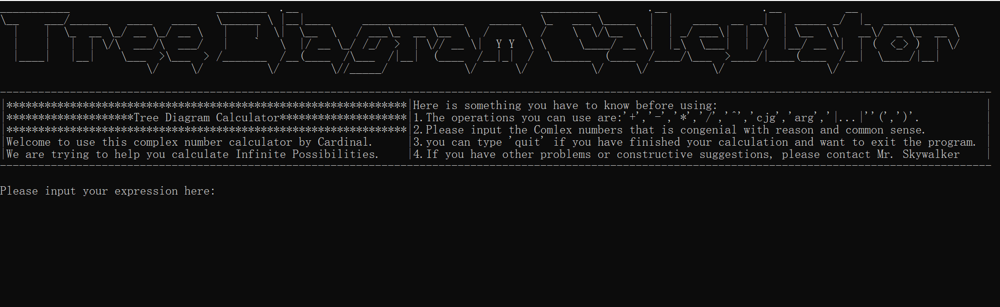 Tree Diagram Calculator
*****************************************************************
*********************Tree Diagram Calculator********************
*****************************************************************
Welcome to use this complex number calculator by Cardinal.
We are trying to help you calculate Infinite Possibilities.
Here is something you have to know before using:
1.The operations you can use are:'+','-','*','/','^','cjg','arg','|...|''(',')'.
2.Please input the Comlex numbers that is congenial with reason and common sense.
3.you can type 'quit' if you have finished your calculation and want to exit the program.
4.If you have other problems or constructive suggestions, please contact Mr. Skywalker
Please input your expression here: